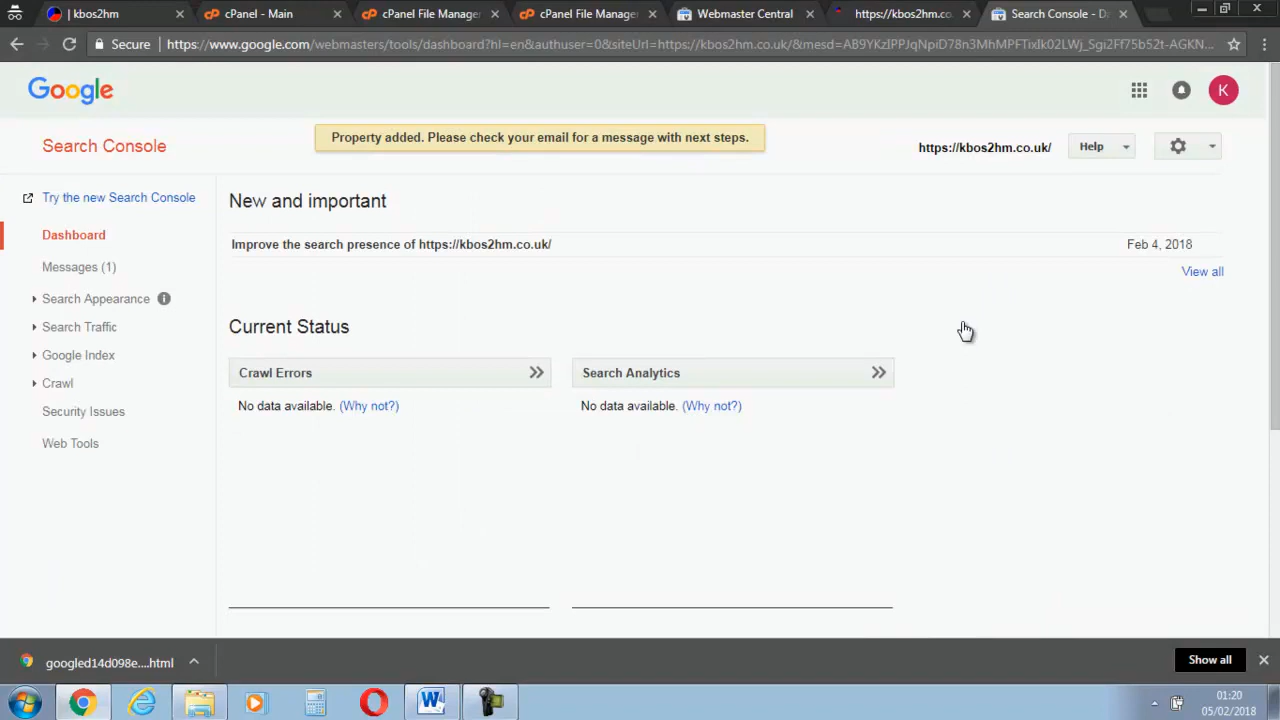 kbos2hm
cPanel - Main
cPanel File Manage
cPanel File Manage
Webmaster Central
https://kbos2hm.co.
Search Console - D
Secure
https://www.google.com/webmasters/tools/dashboard?hl=en&authuser=0&siteUrl=https://kbos2hm.co.uk/&mesd=
Google
K
Search Console
Property added. Please check your email for a message with next steps.
https://kbos2hm.co.uk/
Help
Try the new Search Console
New and important
Dashboard
Improve the search presence of https://kbos2hm.co.uk/
Feb 4, 2018
Messages (1)
View all
Search Appearance
Search Traffic
Current Status
Google Index
Crawl Errors
Search Analytics
Crawl
No data available. (Why not?)
No data available. (Why not?)
Security Issues
Web Tools
googled14d098e....html
Show all
W
01:20
05/02/2018